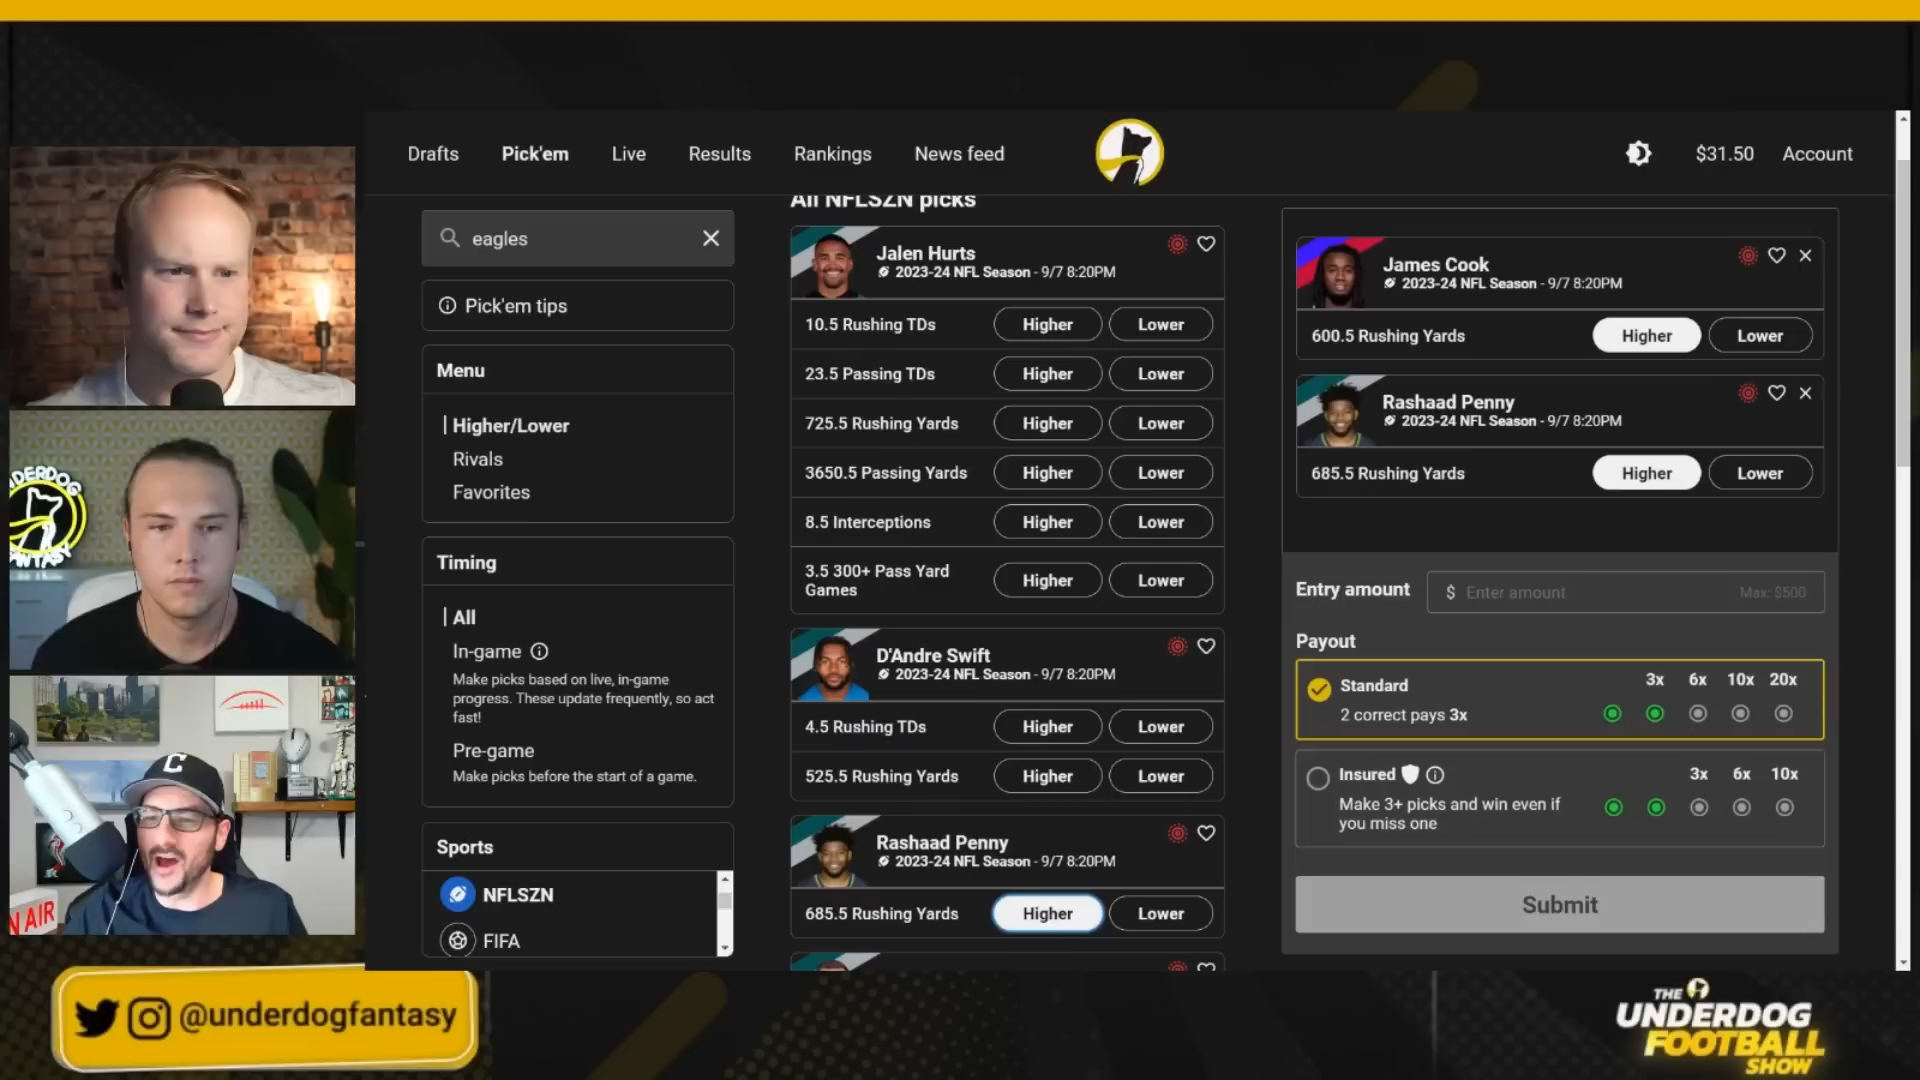 Drafts
Pick'em
Live
Results
Rankings
News feed
$31.50
Account
eagles
Pick'em tips
Menu
Higher/Lower
Rivals
Favorites
Timing
All
In-game
Make picks based on live, in-game
progress. These update frequently, so act
fast!
Pre-game
Make picks before the start of a game.
Sports
NFLSZN
FIFA
All NFLSZN picks
Jalen Hurts
2023-24 NFL Season - 9/7 8:20PM
10.5 Rushing TDs Higher Lower
23.5 Passing TDs Higher Lower
725.5 Rushing Yards Higher Lower
3650.5 Passing Yards Higher Lower
8.5 Interceptions Higher Lower
3.5 300+ Pass Yard
Games Higher Lower
D'Andre Swift
2023-24 NFL Season - 9/7 8:20PM
4.5 Rushing TDs Higher Lower
525.5 Rushing Yards Higher Lower
Rashaad Penny
2023-24 NFL Season - 9/7 8:20PM
685.5 Rushing Yards Higher Lower
James Cook
2023-24 NFL Season - 9/7 8:20PM
600.5 Rushing Yards Higher Lower
Rashaad Penny
2023-24 NFL Season - 9/7 8:20PM
685.5 Rushing Yards Higher Lower
Entry amount $ Enter amount Max: $500
Payout
Standard 3x 6x 10x 20x
2 correct pays 3x
Insured 3x 6x 10x
Make 3+ picks and win even if
you miss one
Submit
NDERDOG
NTASY
C
N AIR
@underdogfantasy
THE
UNDERDOG
FOOTBALL
SHOW